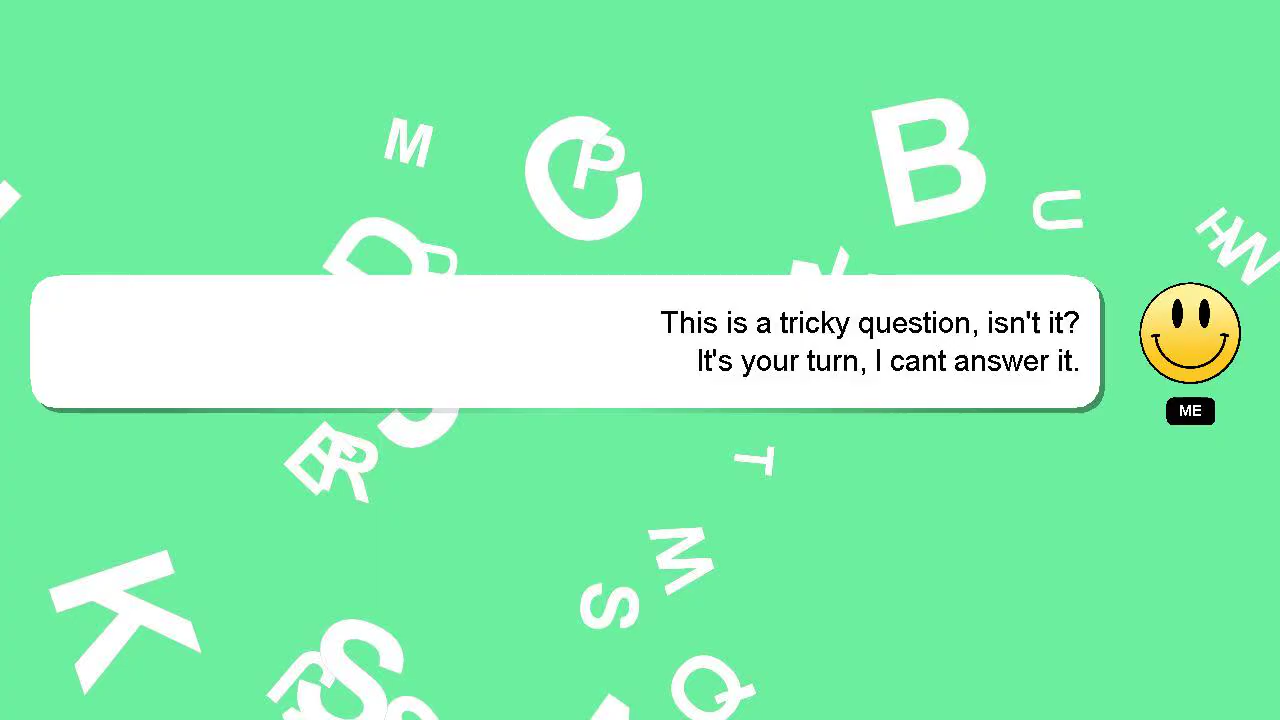 M
C
P
B
U
H
W
D
This is a tricky question, isn't it?
It's your turn, I cant answer it.
ME
R
T
K
M
S
S
Q